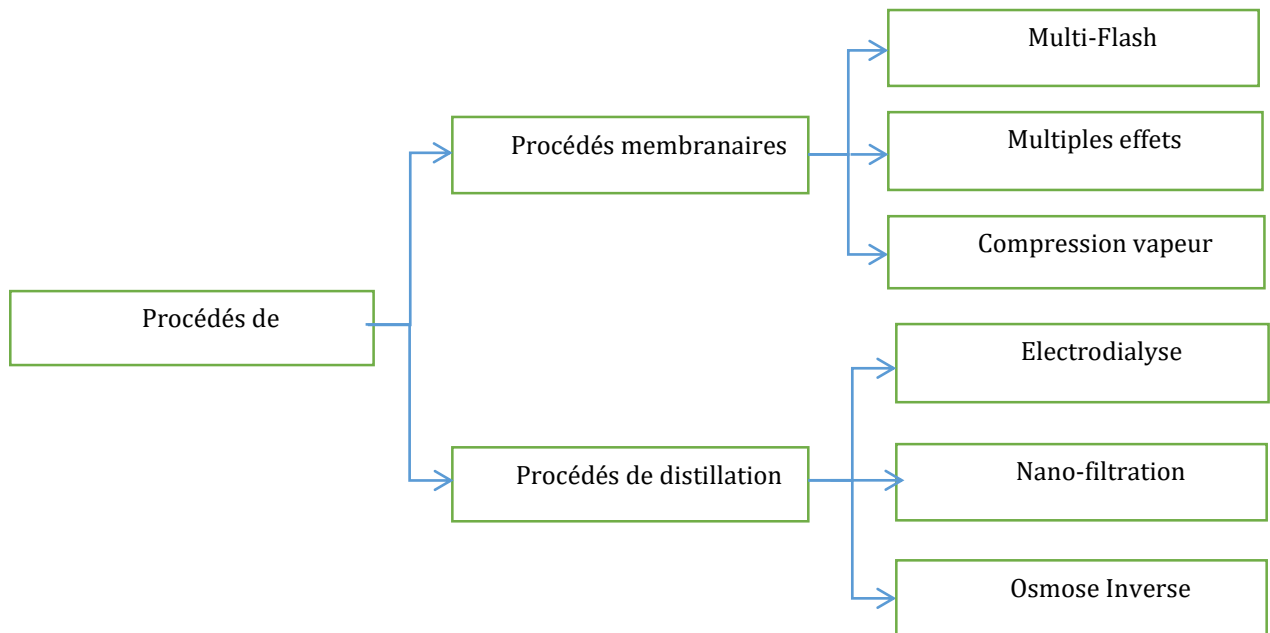 Procédés de
Procédés membranaires
Multi-Flash
Multiples effets
Compression vapeur
Procédés de distillation
Electrodialyse
Nano-filtration
Osmose Inverse